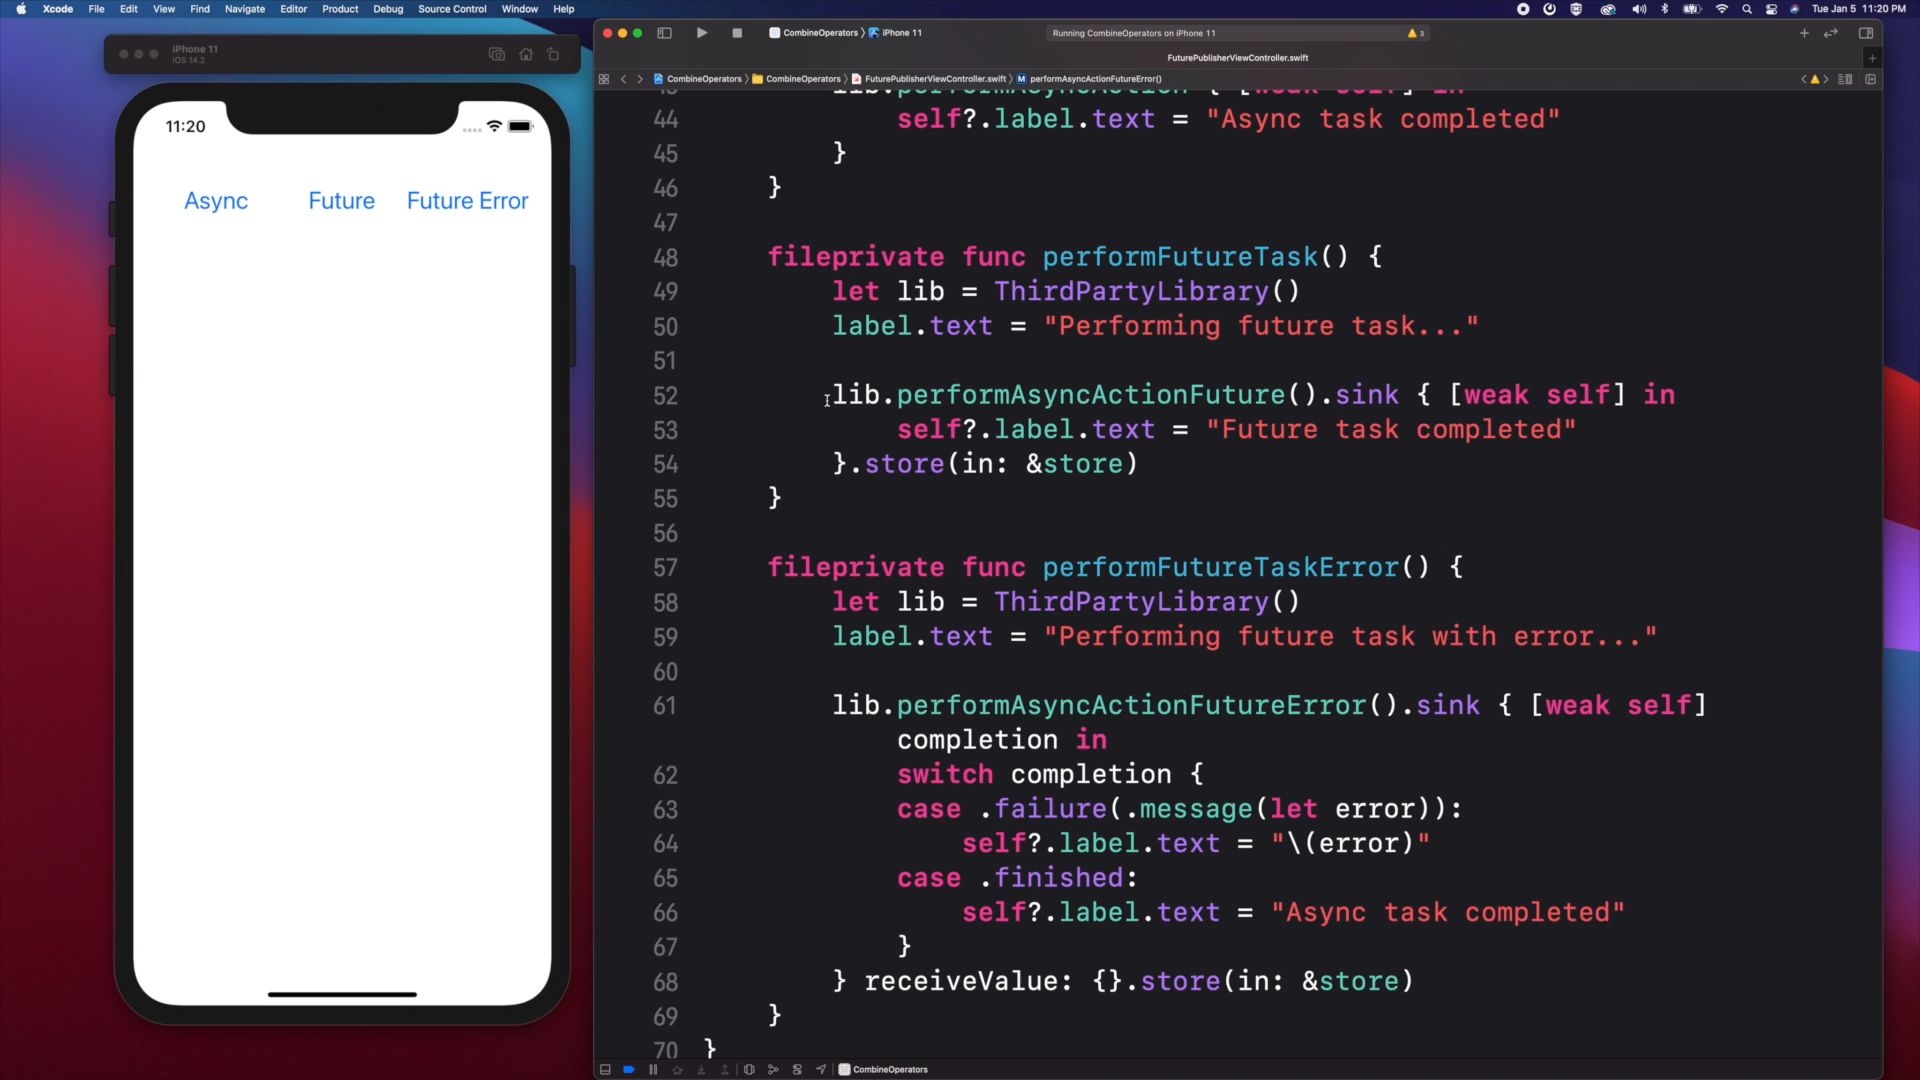 Xcode File Edit View Find Navigate Editor Product Debug Source Control Window Help
Tue Jan 5 11:20 PM
iPhone 11
iOS 14.2
CombineOperators iPhone 11
Running CombineOperators on iPhone 11
3
FuturePublisherViewController.swift
CombineOperators CombineOperators FuturePublisherViewController.swift M performAsyncActionFutureError()
11:20
Async Future Future Error
43 lib.performAsyncAction { [weak self] in
44 self?.label.text = "Async task completed"
45 }
46 }
47
48 fileprivate func performFutureTask() {
49 let lib = ThirdPartyLibrary()
50 label.text = "Performing future task..."
51
52 lib.performAsyncActionFuture().sink { [weak self] in
53 self?.label.text = "Future task completed"
54 }.store(in: &store)
55 }
56
57 fileprivate func performFutureTaskError() {
58 let lib = ThirdPartyLibrary()
59 label.text = "Performing future task with error..."
60
61 lib.performAsyncActionFutureError().sink { [weak self]
completion in
62 switch completion {
63 case .failure(.message(let error)):
64 self?.label.text = "\(error)"
65 case .finished:
66 self?.label.text = "Async task completed"
67 }
68 } receiveValue: {}.store(in: &store)
69 }
70 }
CombineOperators